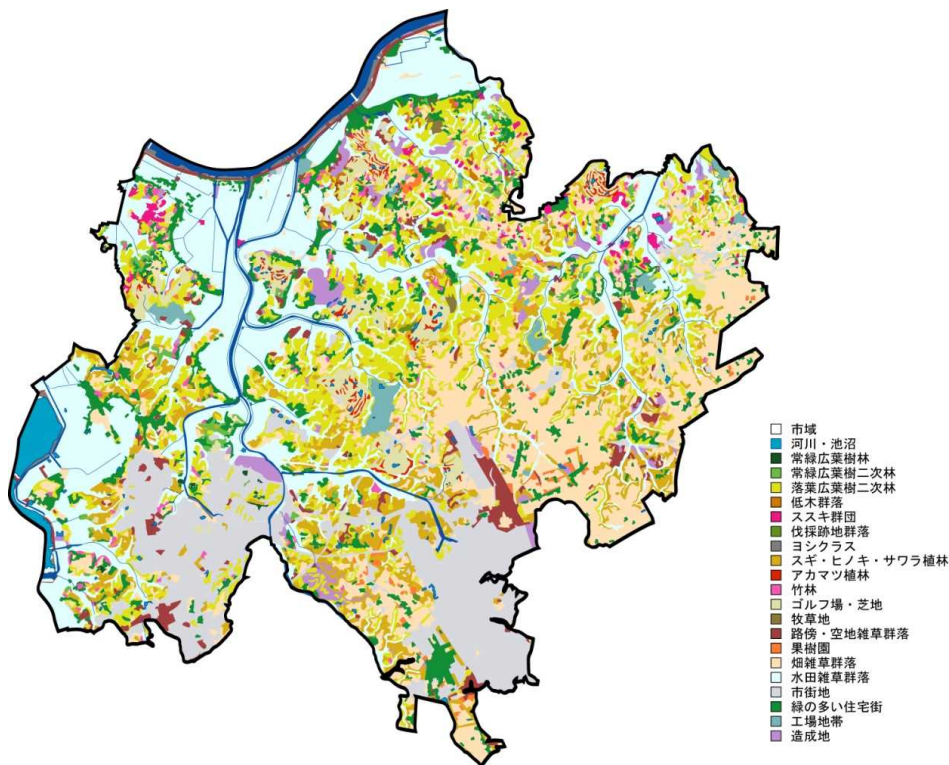 市域
河川・池沼
常緑広葉樹林
常緑広葉樹二次林
落葉広葉樹二次林
低木群落
ススキ群団
伐採跡地群落
ヨシクラス
スギ・ヒノキ・サワラ植林
アカマツ植林
竹林
ゴルフ場・芝地
牧草地
路傍・空地雑草群落
果樹園
畑雑草群落
水田雑草群落
市街地
緑の多い住宅街
工場地帯
造成地